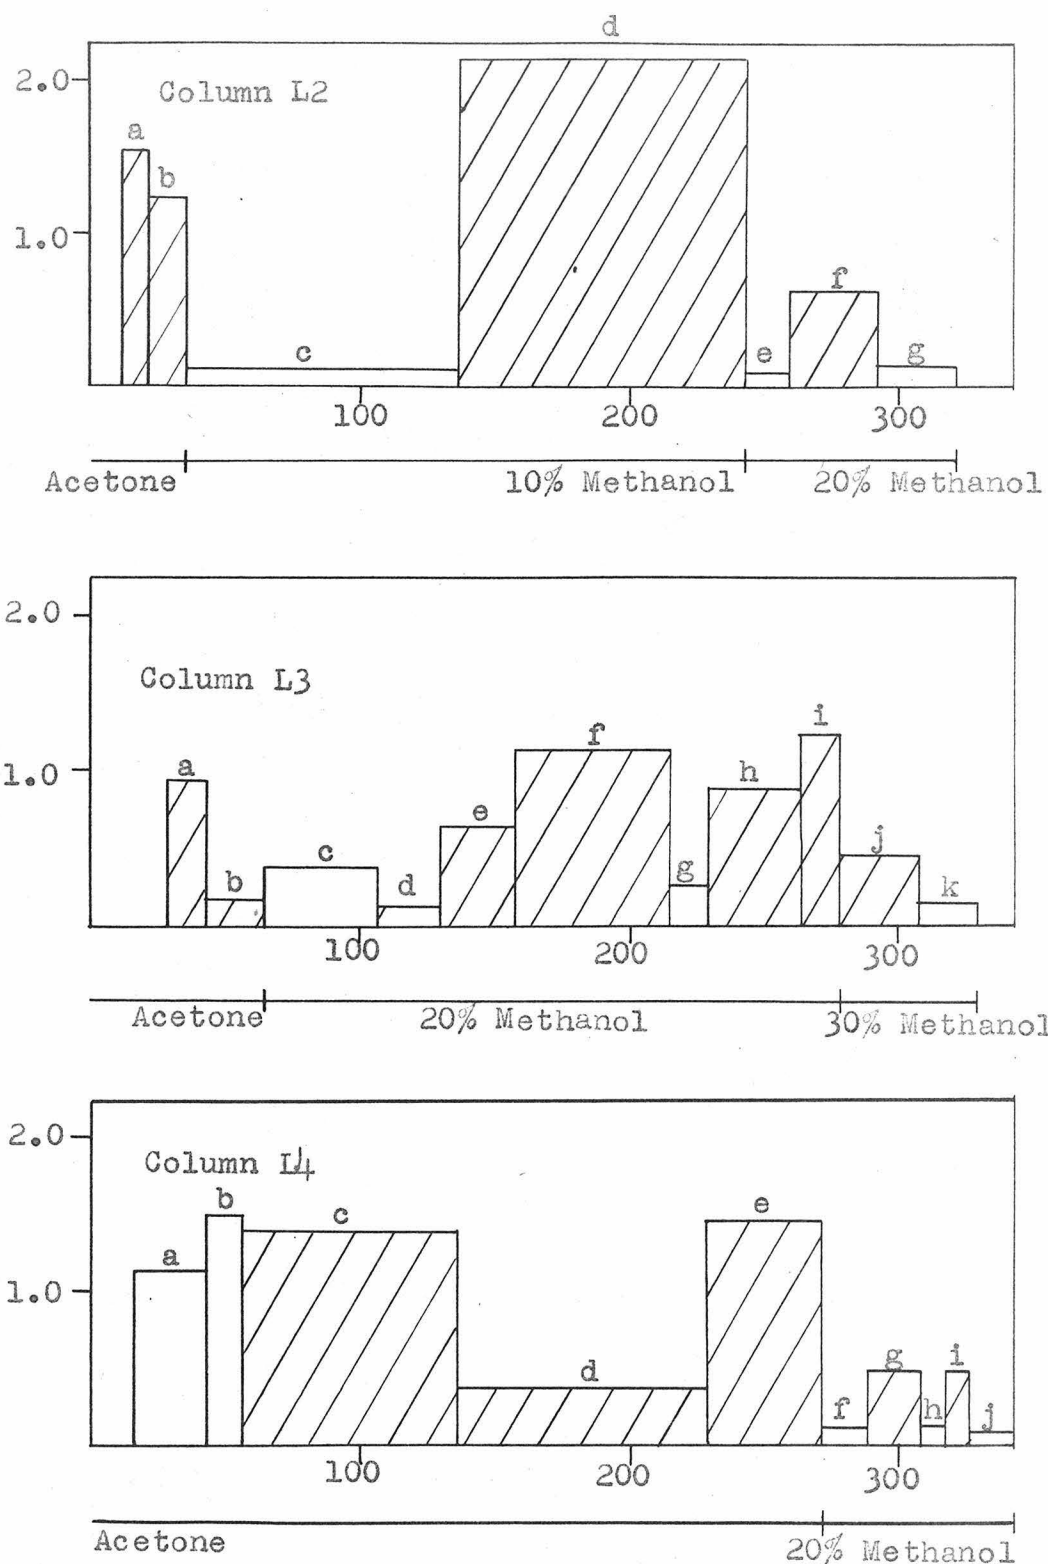 d
2.0
Column L2
a
b
1.0
f
c
e
g
100 200 300
Acetone 10% Methanol 20% Methanol
2.0
Column L3
i
f
1.0
a
h
e
j
c
g
b
d
k
100 200 300
Acetone 20% Methanol 30% Methanol
2.0
Column L4
b
e
c
a
1.0
g
i
d
f
h
j
100 200 300
Acetone 20% Methanol